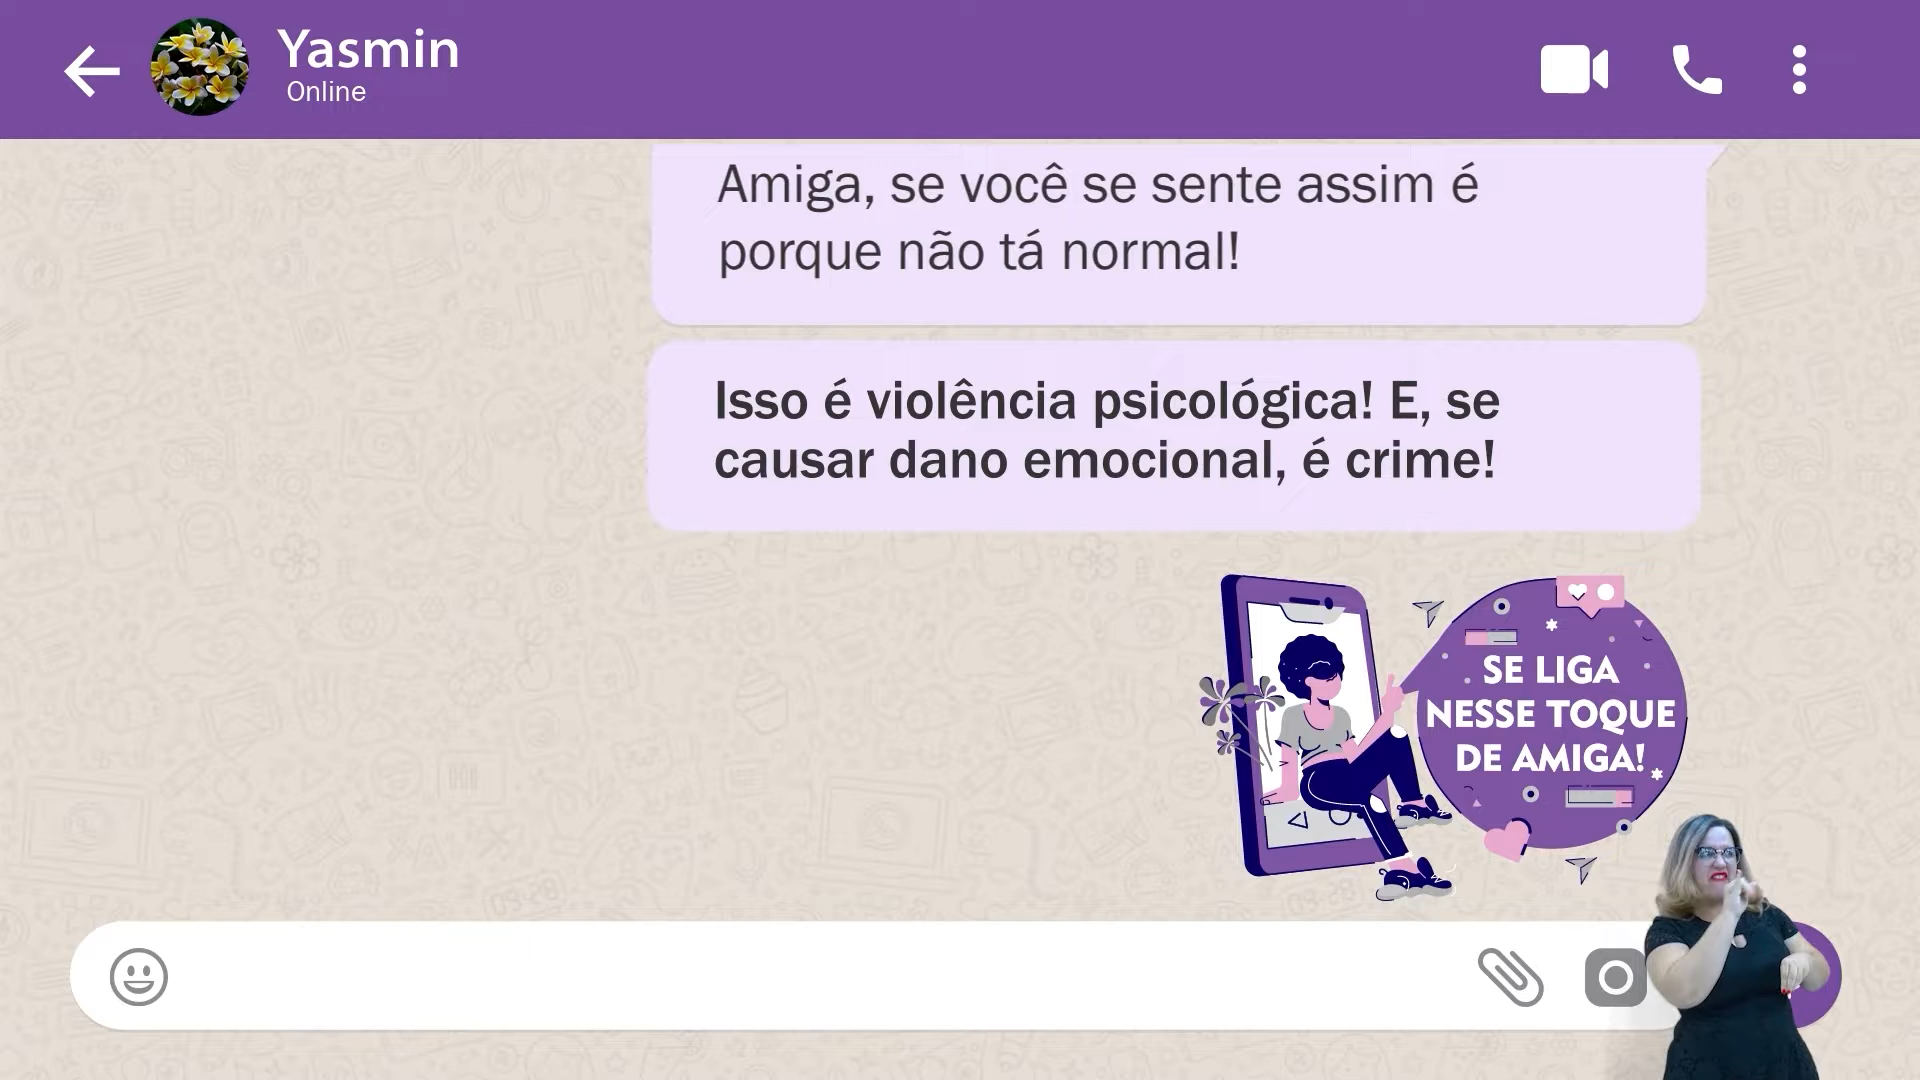 Yasmin
Online
Amiga, se você se sente assim é
porque não tá normal!
Isso é violência psicológica! E, se
causar dano emocional, é crime!
SE LIGA
NESSE TOQUE
DE AMIGA!